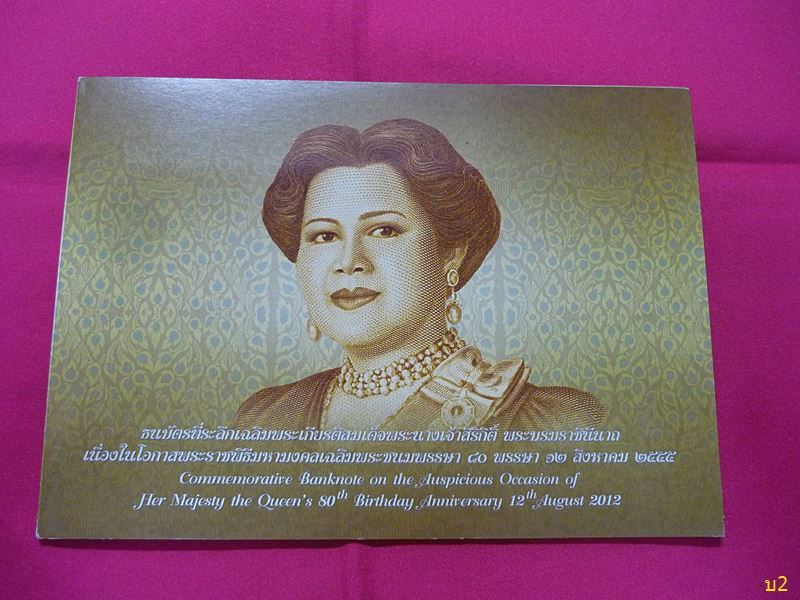 ธนบัตรที่ระลึกเฉลิมพระเกียรติสมเด็จพระนางเจ้าสิริกิติ์ พระบรมราชินีนาถ
เนื่องในโอกาสพระราชพิธีมหามงคลเฉลิมพระชนมพรรษา ๘๐ พรรษา ๑๒ สิงหาคม ๒๕๕๕
Commemorative Banknote on the Auspicious Occasion of
Her Majesty the Queen's 80th Birthday Anniversary 12th August 2012
บ2